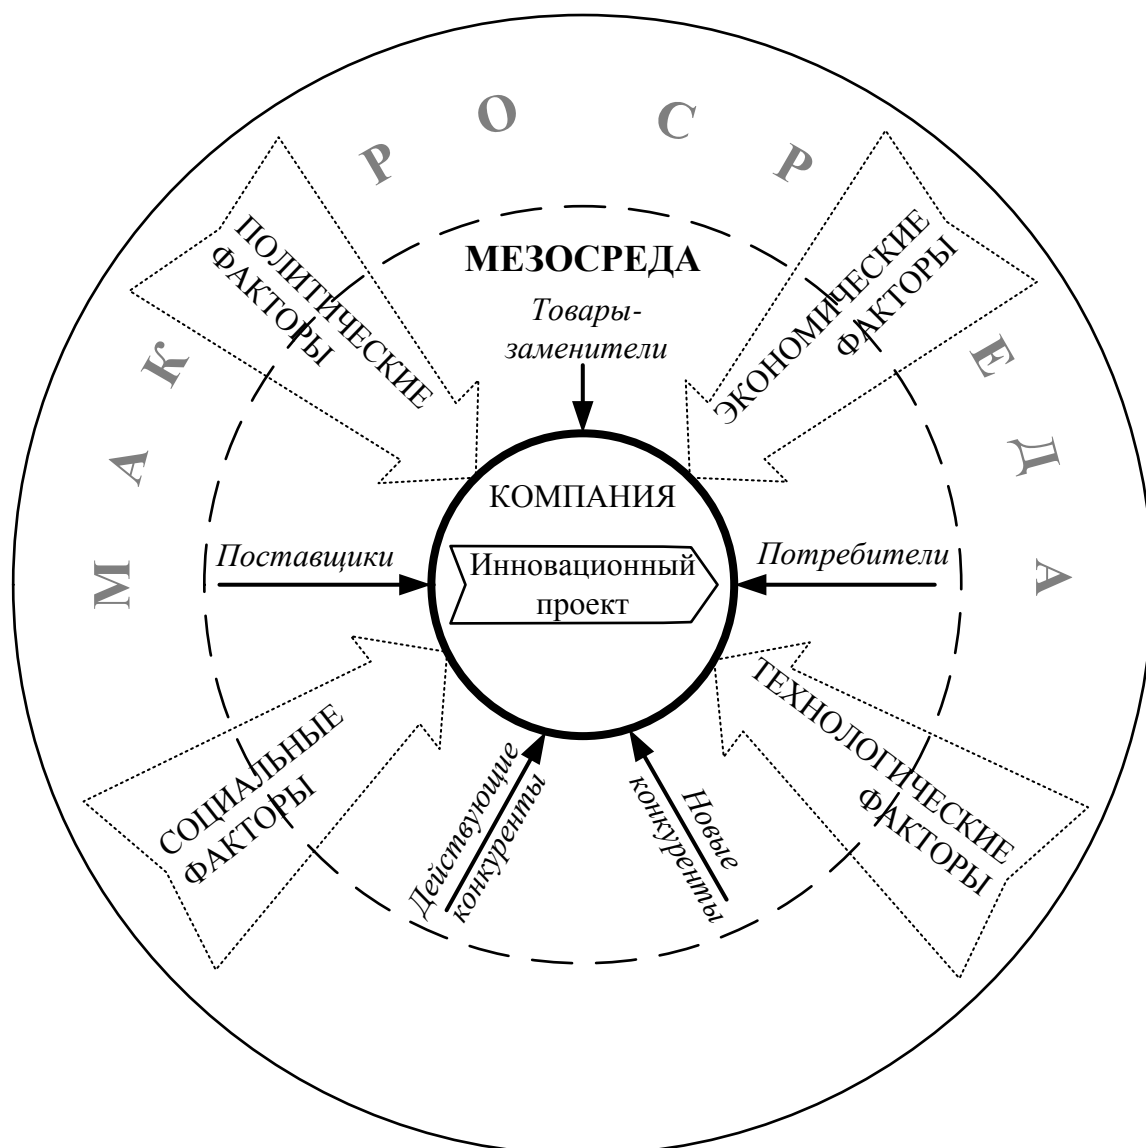 МАКРОСРЕДА
ПОЛИТИЧЕСКИЕ
ФАКТОРЫ
ЭКОНОМИЧЕСКИЕ
ФАКТОРЫ
МЕЗОСРЕДА
Товары-
заменители
КОМПАНИЯ
Инновационный
проект
Поставщики
Потребители
СОЦИАЛЬНЫЕ
ФАКТОРЫ
ТЕХНОЛОГИЧЕСКИЕ
ФАКТОРЫ
Действующие
конкуренты
Новые
конкуренты